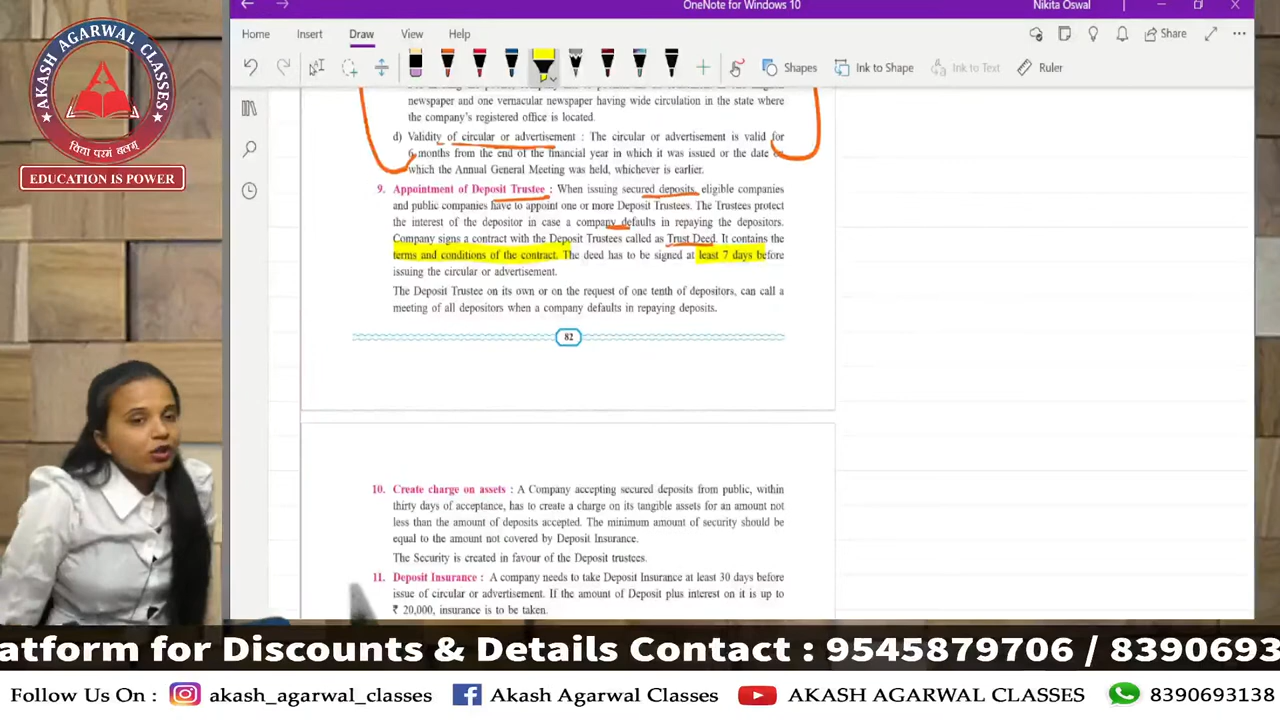 OneNote for Windows 10
Nikita Oswal
Home Insert Draw View Help
Share
Shapes Ink to Shape Ink to Text Ruler
AKASH AGARWAL CLASSES
विद्या परमं बलम्
EDUCATION IS POWER
newspaper and one vernacular newspaper having wide circulation in the state where
the company's registered office is located.
d) Validity of circular or advertisement : The circular or advertisement is valid for
6 months from the end of the financial year in which it was issued or the date
which the Annual General Meeting was held, whichever is earlier.
9. Appointment of Deposit Trustee : When issuing secured deposits, eligible companies
and public companies have to appoint one or more Deposit Trustees. The Trustees protect
the interest of the depositor in case a company defaults in repaying the depositors.
Company signs a contract with the Deposit Trustees called as Trust Deed. It contains the
terms and conditions of the contract. The deed has to be signed at least 7 days before
issuing the circular or advertisement.
The Deposit Trustee on its own or on the request of one tenth of depositors, can call a
meeting of all depositors when a company defaults in repaying deposits.
82
10. Create charge on assets : A Company accepting secured deposits from public, within
thirty days of acceptance, has to create a charge on its tangible assets for an amount not
less than the amount of deposits accepted. The minimum amount of security should be
equal to the amount not covered by Deposit Insurance.
The Security is created in favour of the Deposit trustees.
11. Deposit Insurance : A company needs to take Deposit Insurance at least 30 days before
issue of circular or advertisement. If the amount of Deposit plus interest on it is up to
₹ 20,000, insurance is to be taken.
atform for Discounts & Details Contact : 9545879706 / 8390693
Follow Us On : akash_agarwal_classes Akash Agarwal Classes AKASH AGARWAL CLASSES 8390693138